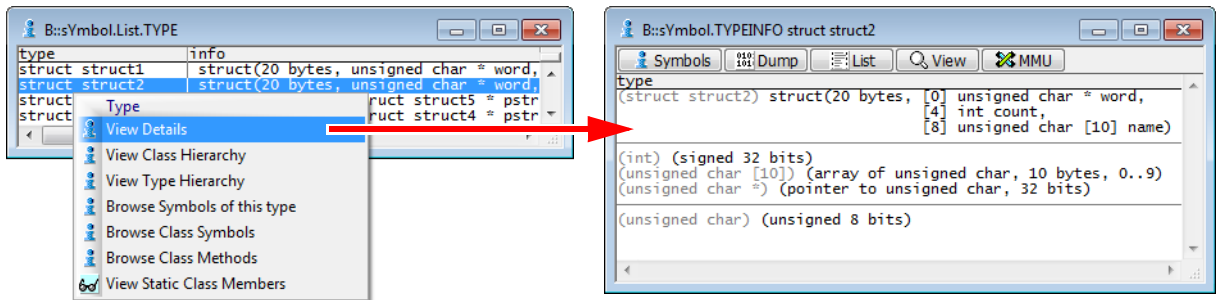 B::sYmbol.List.TYPE
type info
struct struct1 struct(20 bytes, unsigned char * word,
struct struct2 struct(20 bytes, unsigned char * word,
struct ruct struct5 * pstr
struct ruct struct4 * pstr
Type
View Details
View Class Hierarchy
View Type Hierarchy
Browse Symbols of this type
Browse Class Symbols
Browse Class Methods
View Static Class Members
B::sYmbol.TYPEINFO struct struct2
Symbols Dump List View MMU
type
(struct struct2) struct(20 bytes, [0] unsigned char * word,
[4] int count,
[8] unsigned char [10] name)
(int) (signed 32 bits)
(unsigned char [10]) (array of unsigned char, 10 bytes, 0..9)
(unsigned char *) (pointer to unsigned char, 32 bits)
(unsigned char) (unsigned 8 bits)